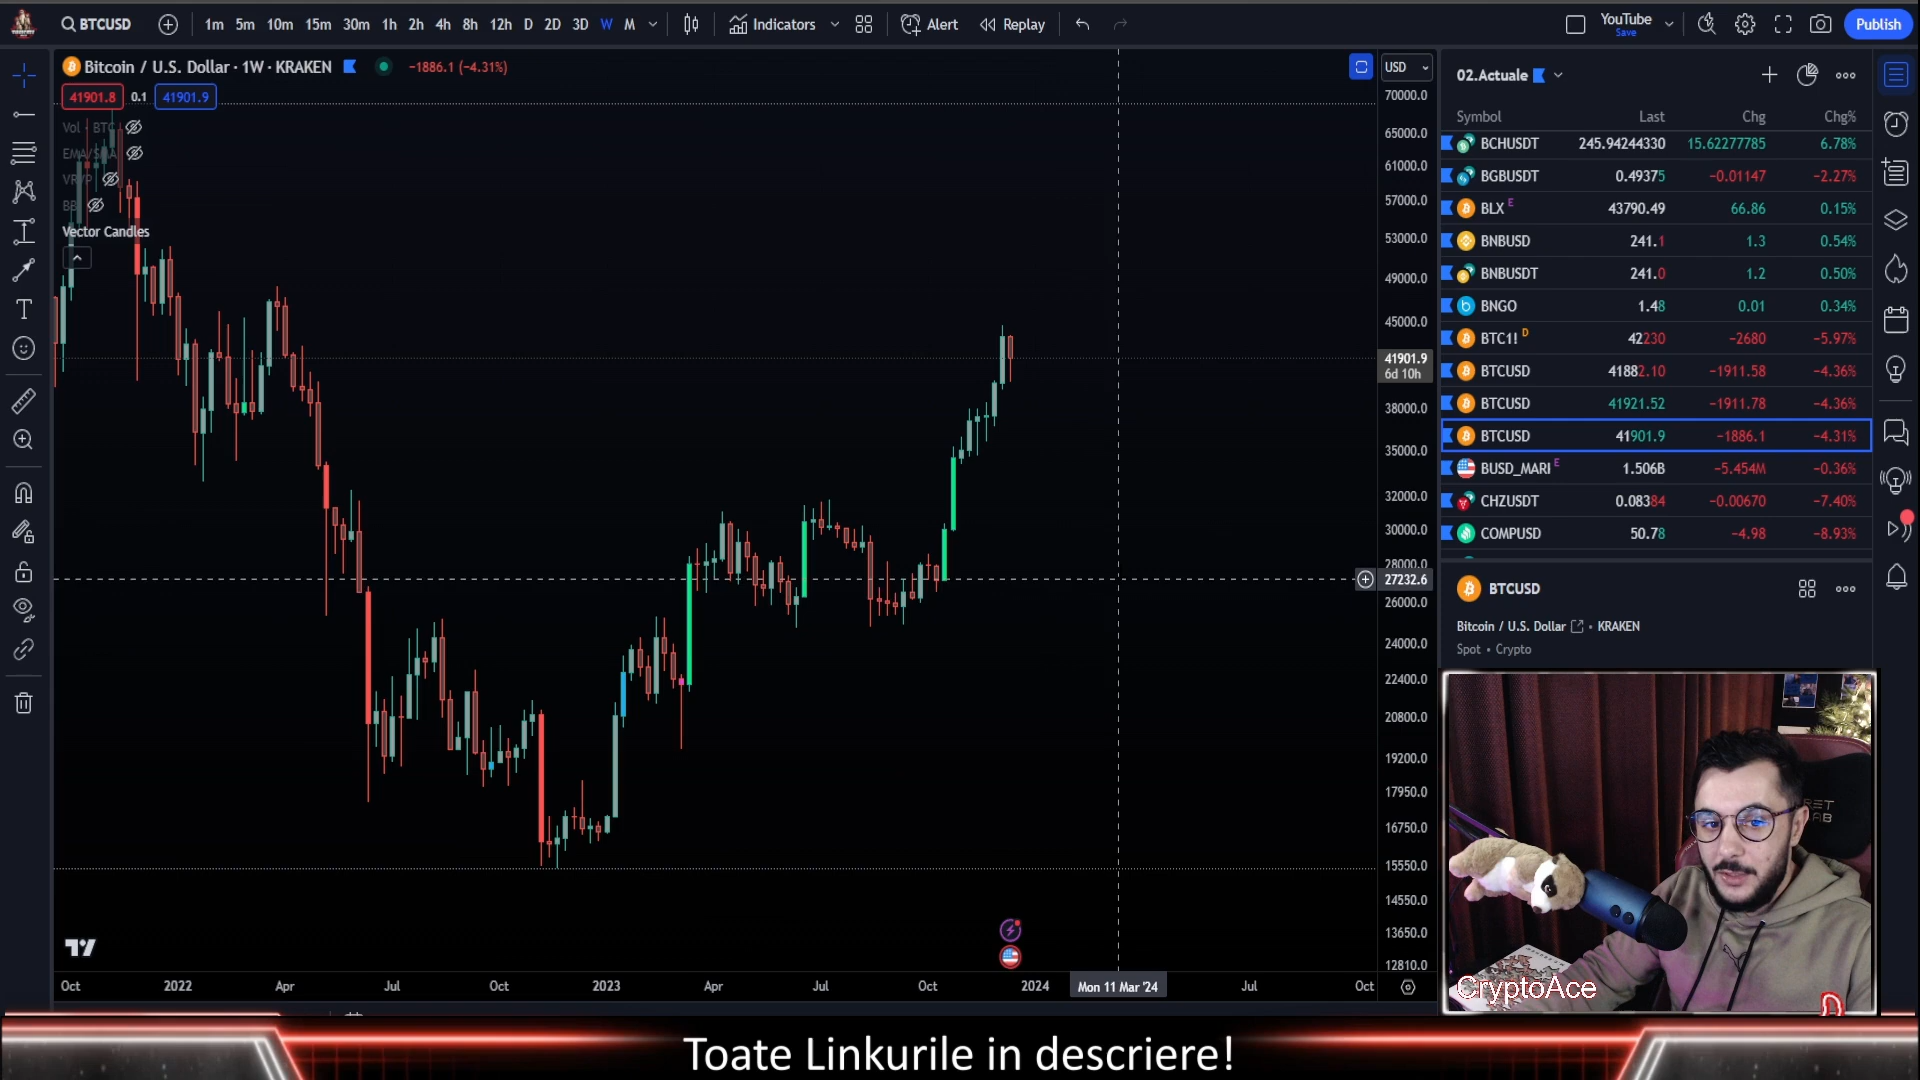 BTCUSD 1m 5m 10m 15m 30m 1h 2h 4h 8h 12h D 2D 3D W M Indicators Alert Replay YouTube Save Publish
Bitcoin / U.S. Dollar · 1W · KRAKEN −1886.1 (−4.31%)
41901.8 0.1 41901.9
Vol · BTC
EMA/SMA
VRVP
BB
Vector Candles
USD
70000.0
65000.0
61000.0
57000.0
53000.0
49000.0
45000.0
41901.9
6d 10h
38000.0
35000.0
32000.0
30000.0
28000.0
27232.6
26000.0
24000.0
22400.0
20800.0
19200.0
17950.0
16750.0
15550.0
14550.0
13650.0
12810.0
Oct 2022 Apr Jul Oct 2023 Apr Jul Oct 2024 Mon 11 Mar '24 Jul Oct
02.Actuale
Symbol Last Chg Chg%
BCHUSDT 245.94244330 15.62277785 6.78%
BGBUSDT 0.49375 −0.01147 −2.27%
BLX E 43790.49 66.86 0.15%
BNBUSD 241.1 1.3 0.54%
BNBUSDT 241.0 1.2 0.50%
BNGO 1.48 0.01 0.34%
BTC1! D 42230 −2680 −5.97%
BTCUSD 41882.10 −1911.58 −4.36%
BTCUSD 41921.52 −1911.78 −4.36%
BTCUSD 41901.9 −1886.1 −4.31%
BUSD_MARI E 1.506B −5.454M −0.36%
CHZUSDT 0.08384 −0.00670 −7.40%
COMPUSD 50.78 −4.98 −8.93%
BTCUSD
Bitcoin / U.S. Dollar • KRAKEN
Spot • Crypto
CryptoAce
Toate Linkurile in descriere!